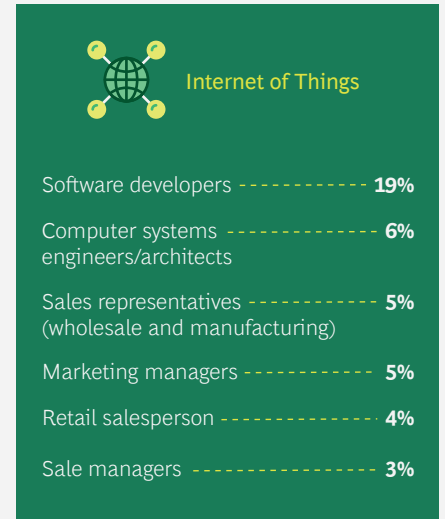 Internet of Things
Software developers 19%
Computer systems 6%
engineers/architects
Sales representatives 5%
(wholesale and manufacturing)
Marketing managers 5%
Retail salesperson 4%
Sale managers 3%